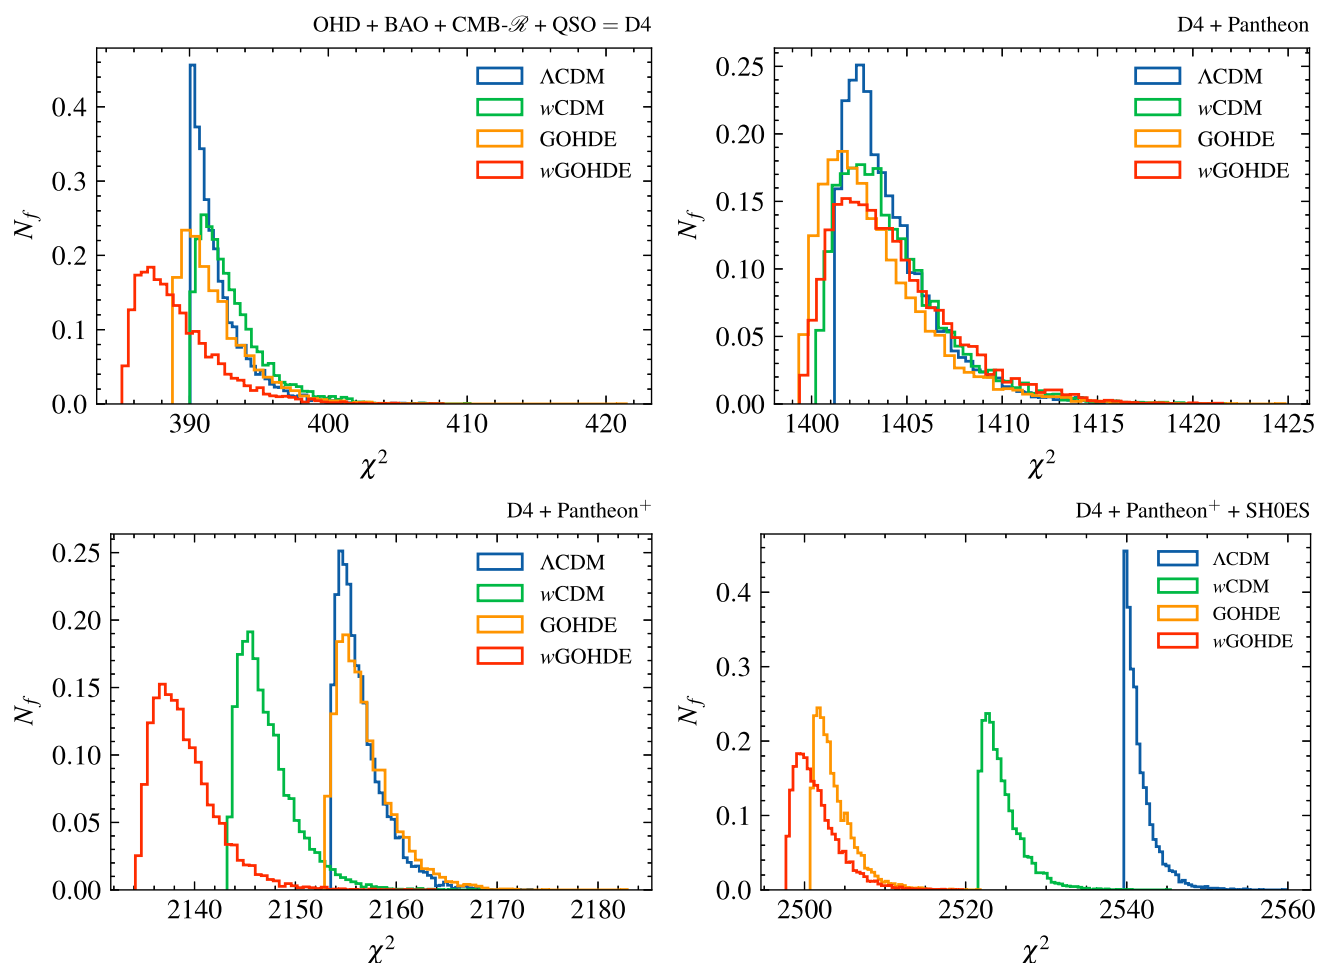 OHD + BAO + CMB-ℛ + QSO = D4
ΛCDM
wCDM
GOHDE
wGOHDE
N_f
0.4
0.3
0.2
0.1
0.0
390 400 410 420
χ²
D4 + Pantheon
ΛCDM
wCDM
GOHDE
wGOHDE
N_f
0.25
0.20
0.15
0.10
0.05
0.00
1400 1405 1410 1415 1420 1425
χ²
D4 + Pantheon⁺
ΛCDM
wCDM
GOHDE
wGOHDE
N_f
0.25
0.20
0.15
0.10
0.05
0.00
2140 2150 2160 2170 2180
χ²
D4 + Pantheon⁺ + SH0ES
ΛCDM
wCDM
GOHDE
wGOHDE
N_f
0.4
0.3
0.2
0.1
0.0
2500 2520 2540 2560
χ²